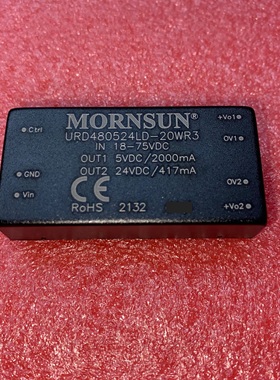 MORNSUN®
URD480524LD-20WR3
IN 18-75VDC
OUT1 5VDC/2000mA
OUT2 24VDC/417mA
CE
RoHS 2132
Ctrl
GND
Vin
+Vo1
0V1
0V2
+Vo2